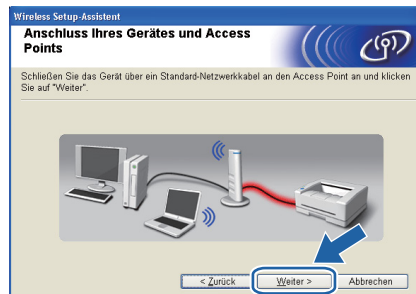 Wireless Setup-Assistent
Anschluss Ihres Gerätes und Access
Points
Schließen Sie das Gerät über ein Standard-Netzwerkkabel an den Access Point an und klicken
Sie auf "Weiter".
< Zurück Weiter > Abbrechen